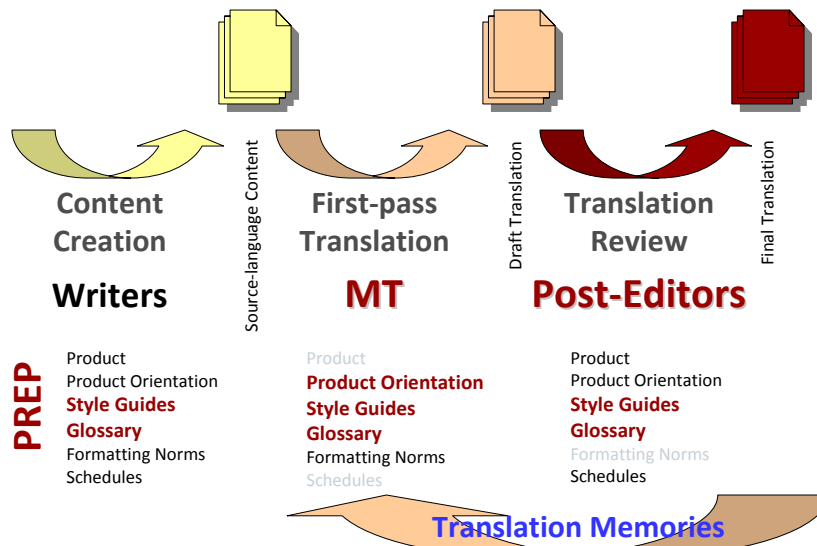 Content
Creation
Writers
Source-language Content
First-pass
Translation
MT
Draft Translation
Translation
Review
Post-Editors
Final Translation
PREP
Product
Product Orientation
Style Guides
Glossary
Formatting Norms
Schedules
Product
Product Orientation
Style Guides
Glossary
Formatting Norms
Schedules
Product
Product Orientation
Style Guides
Glossary
Formatting Norms
Schedules
Translation Memories